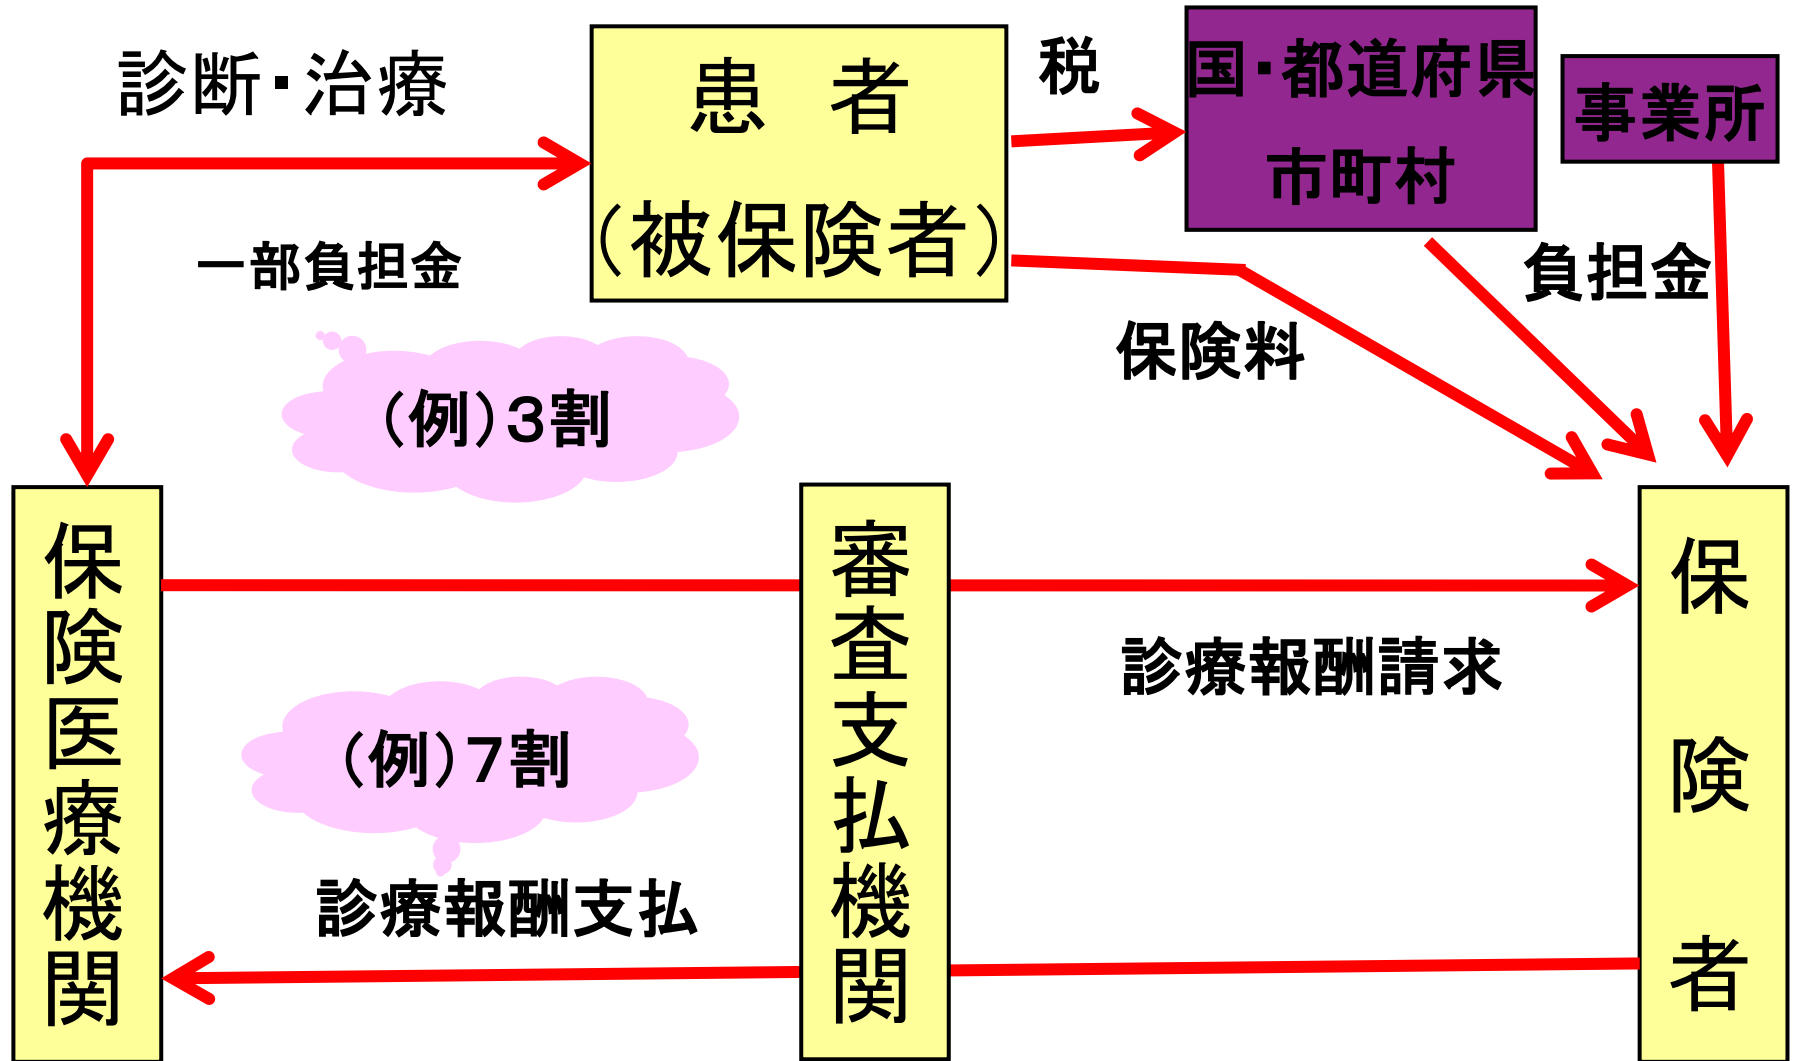 診断・治療
患　者
（被保険者）
税
国・都道府県
市町村
事業所
一部負担金
保険料
負担金
（例）３割
保険医療機関
審査支払機関
保険者
診療報酬請求
（例）７割
診療報酬支払